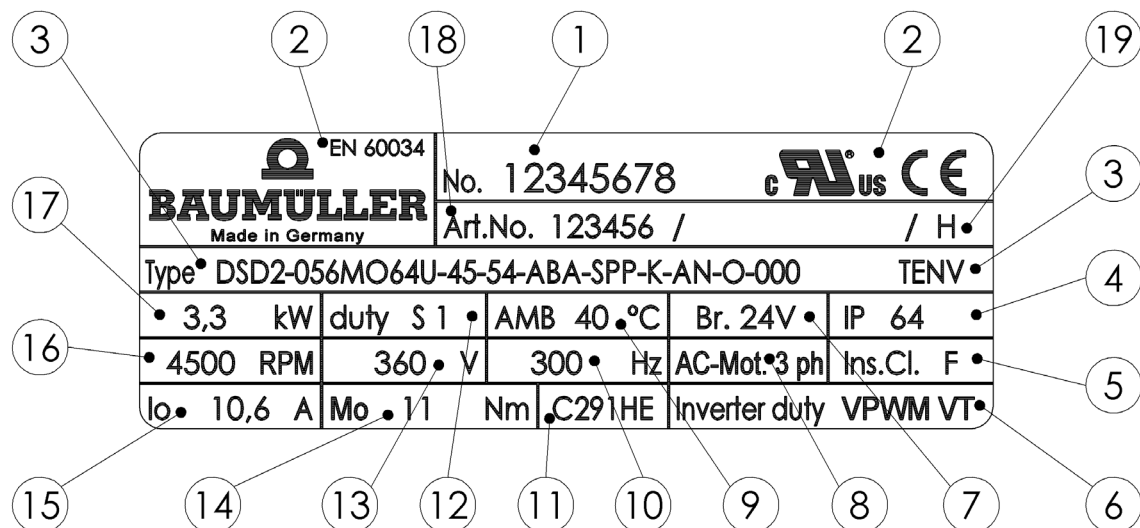 3 2 18 1 2 19
EN 60034
BAUMÜLLER
Made in Germany
No. 12345678 c RU ® US CE
Art.No. 123456 / / H
17 3
Type DSD2-056MO64U-45-54-ABA-SPP-K-AN-O-000 TENV
4
3,3 kW duty S 1 AMB 40 °C Br. 24V IP 64
16
4500 RPM 360 V 300 Hz AC-Mot. 3 ph Ins.Cl. F
5
Io 10,6 A Mo 11 Nm C291HE Inverter duty VPWM VT
15 14 13 12 11 10 9 8 7 6